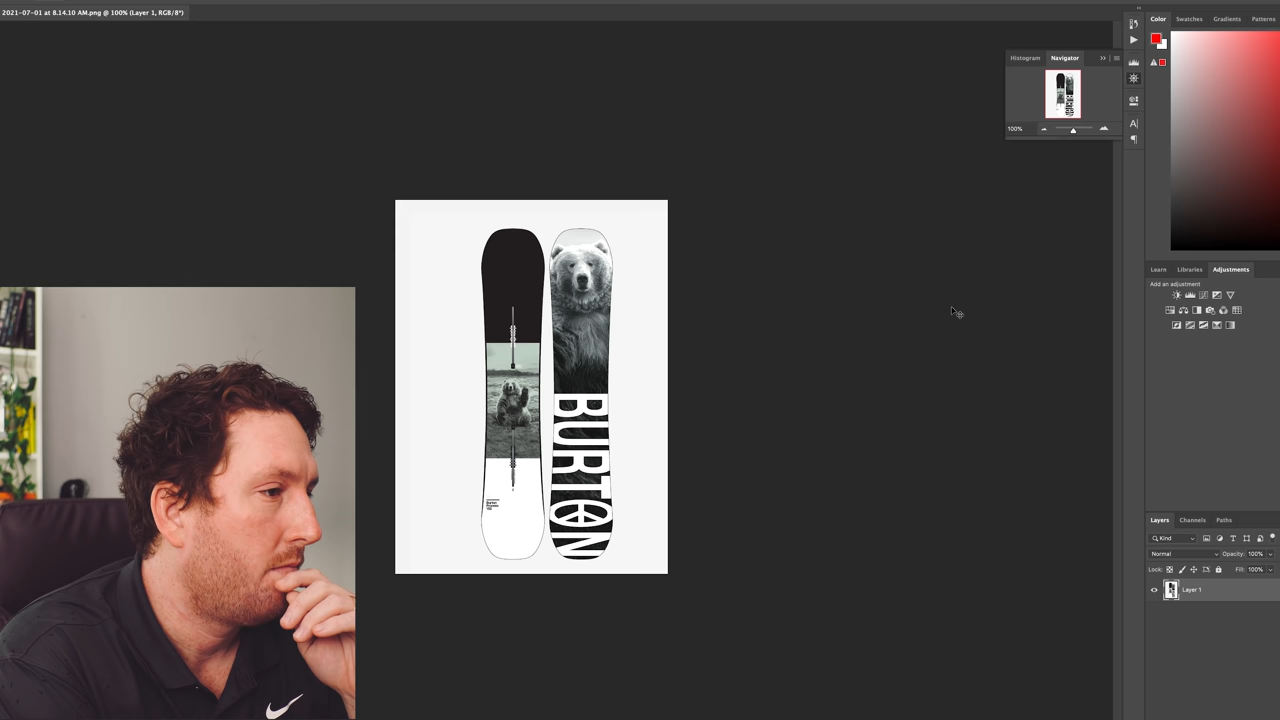 2021-07-01 at 8.14.10 AM.png @ 100% (Layer 1, RGB/8*)
Color
Swatches
Gradients
Patterns
Histogram
Navigator
100%
Learn
Libraries
Adjustments
Add an adjustment
Layers
Channels
Paths
Kind
Normal
Opacity: 100%
Lock:
Fill: 100%
Layer 1
BURTON
Burton
Process